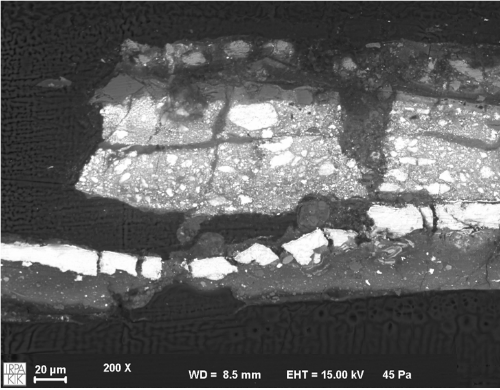 IRPA
KIK
20 µm
200 X
WD = 8.5 mm
EHT = 15.00 kV
45 Pa